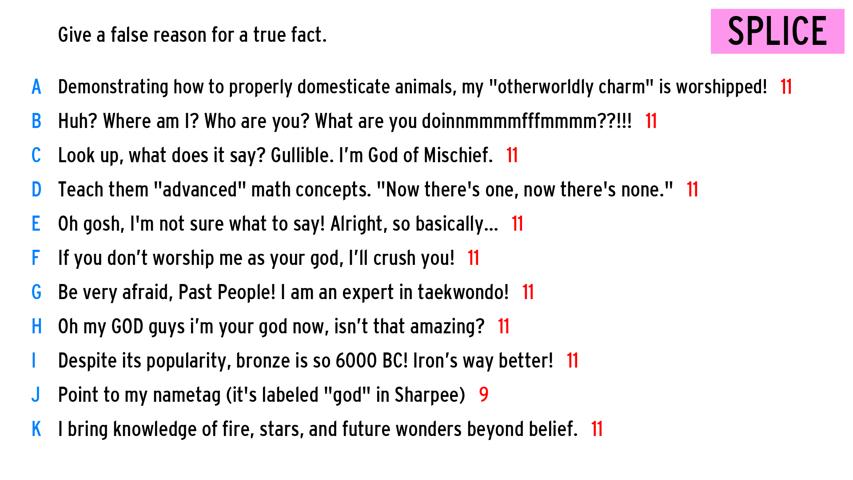 Give a false reason for a true fact.
SPLICE
A Demonstrating how to properly domesticate animals, my "otherworldly charm" is worshipped! 11
B Huh? Where am I? Who are you? What are you doinnmmmmfffmmmm??!!! 11
C Look up, what does it say? Gullible. I’m God of Mischief. 11
D Teach them "advanced" math concepts. "Now there's one, now there's none." 11
E Oh gosh, I'm not sure what to say! Alright, so basically... 11
F If you don’t worship me as your god, I’ll crush you! 11
G Be very afraid, Past People! I am an expert in taekwondo! 11
H Oh my GOD guys i’m your god now, isn’t that amazing? 11
I Despite its popularity, bronze is so 6000 BC! Iron’s way better! 11
J Point to my nametag (it's labeled "god" in Sharpee) 9
K I bring knowledge of fire, stars, and future wonders beyond belief. 11